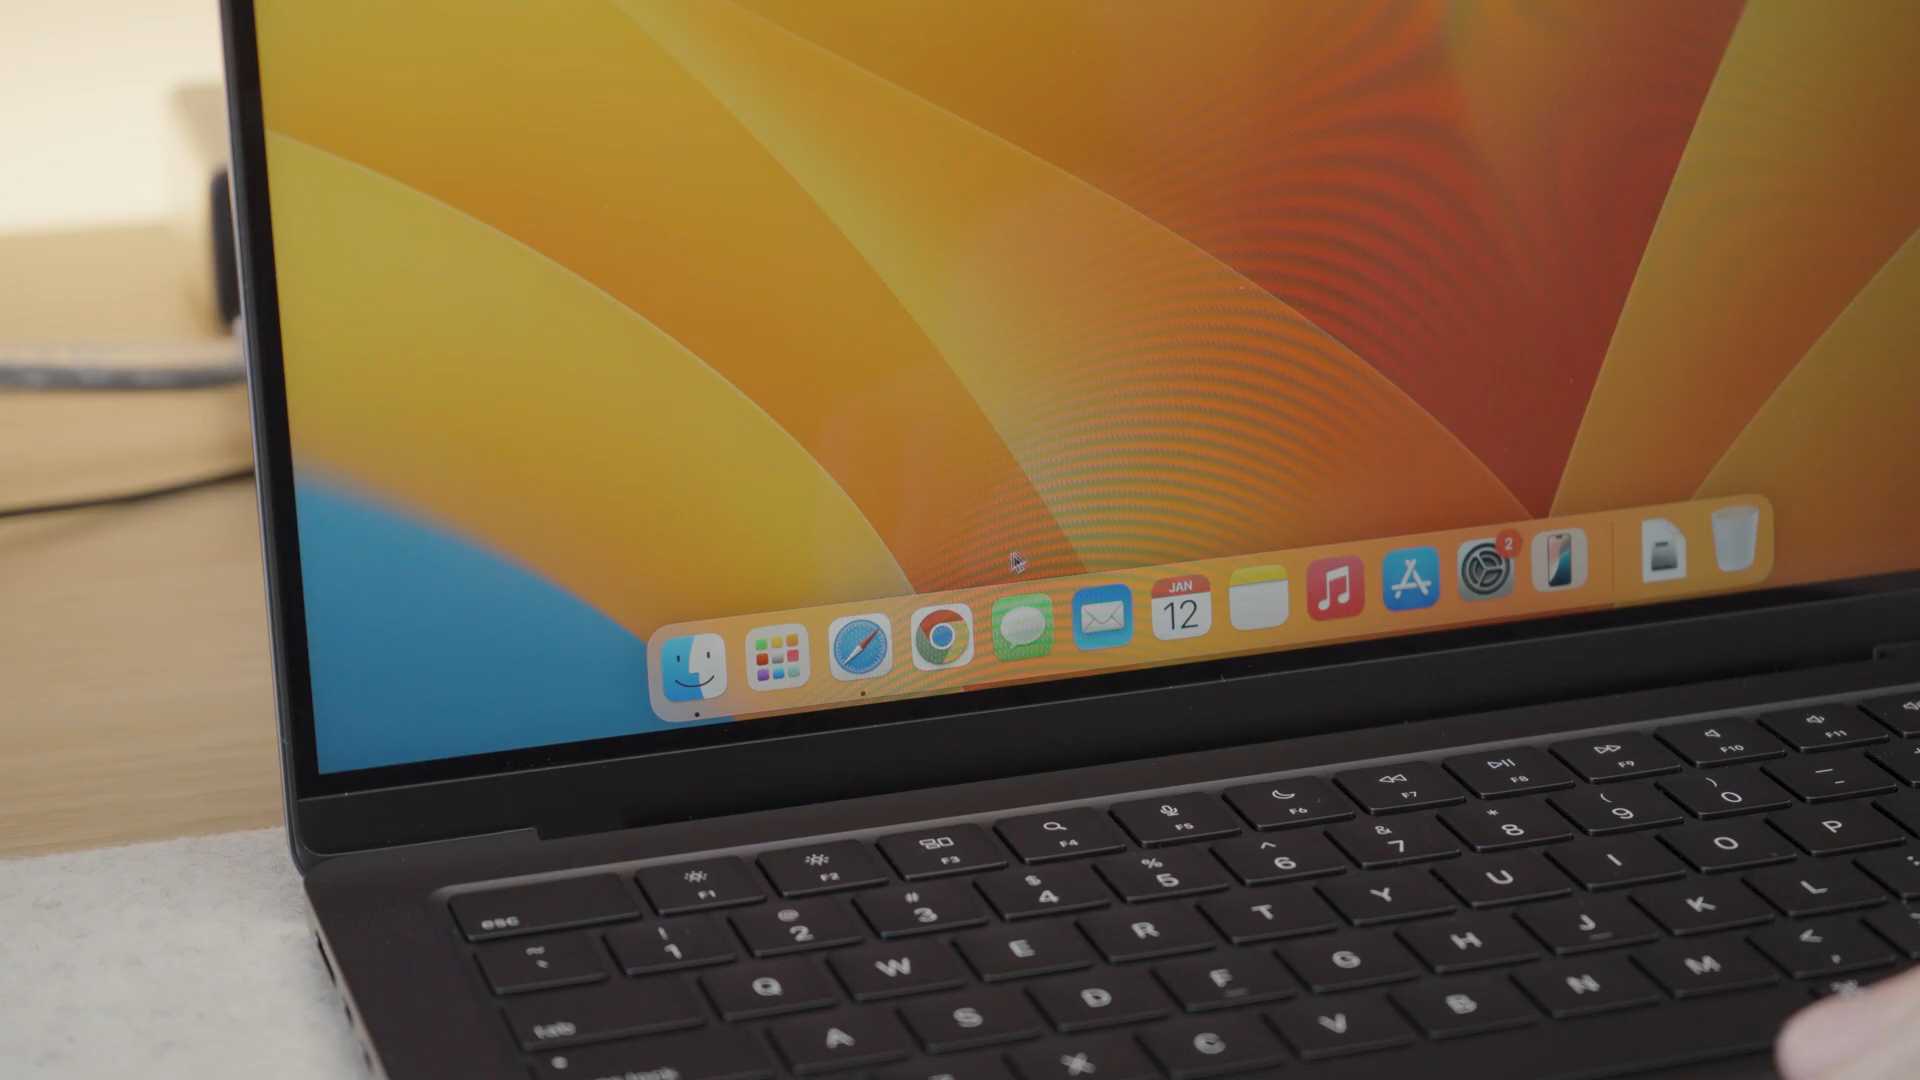 2
JAN
12
esc
F1
F2
F3
F4
F5
F6
F7
F8
F9
F10
F11
~
! 1
@ 2
# 3
$ 4
% 5
^ 6
& 7
* 8
( 9
) 0
_ -
tab
Q
W
E
R
T
Y
U
I
O
P
A
S
D
F
G
H
J
K
L
X
C
V
B
N
M
< ,